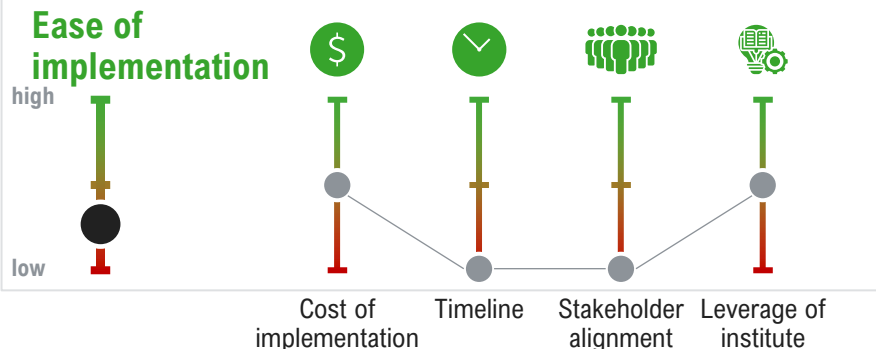 Ease of
implementation
$
high
low
Cost of
implementation
Timeline
Stakeholder
alignment
Leverage of
institute